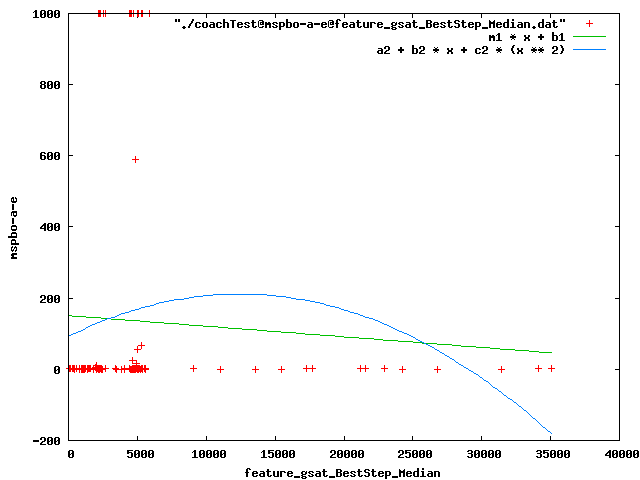 "./coachTest@mspbo-a-e@feature_gsat_BestStep_Median.dat"
m1 * x + b1
a2 + b2 * x + c2 * (x ** 2)
1000
800
600
400
200
0
-200
mspbo-a-e
0 5000 10000 15000 20000 25000 30000 35000 40000
feature_gsat_BestStep_Median